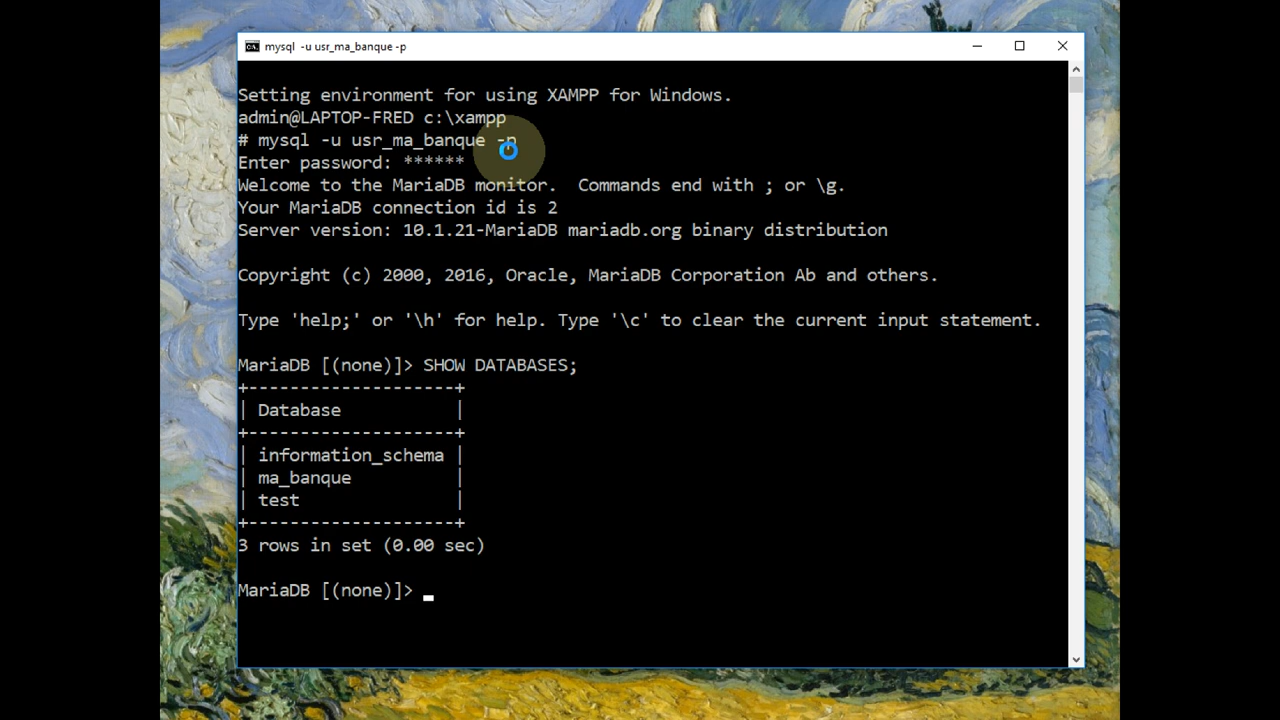 mysql -u usr_ma_banque -p
Setting environment for using XAMPP for Windows.
admin@LAPTOP-FRED c:\xampp
# mysql -u usr_ma_banque -p
Enter password: ******
Welcome to the MariaDB monitor.  Commands end with ; or \g.
Your MariaDB connection id is 2
Server version: 10.1.21-MariaDB mariadb.org binary distribution
Copyright (c) 2000, 2016, Oracle, MariaDB Corporation Ab and others.
Type 'help;' or '\h' for help. Type '\c' to clear the current input statement.
MariaDB [(none)]> SHOW DATABASES;
+--------------------+
| Database           |
+--------------------+
| information_schema |
| ma_banque          |
| test               |
+--------------------+
3 rows in set (0.00 sec)
MariaDB [(none)]>